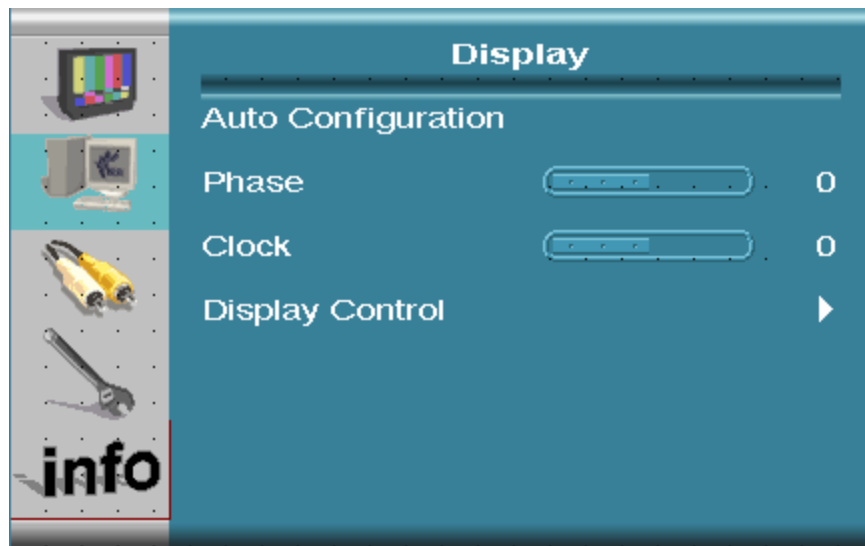 Display
Auto Configuration
Phase 0
Clock 0
Display Control
info